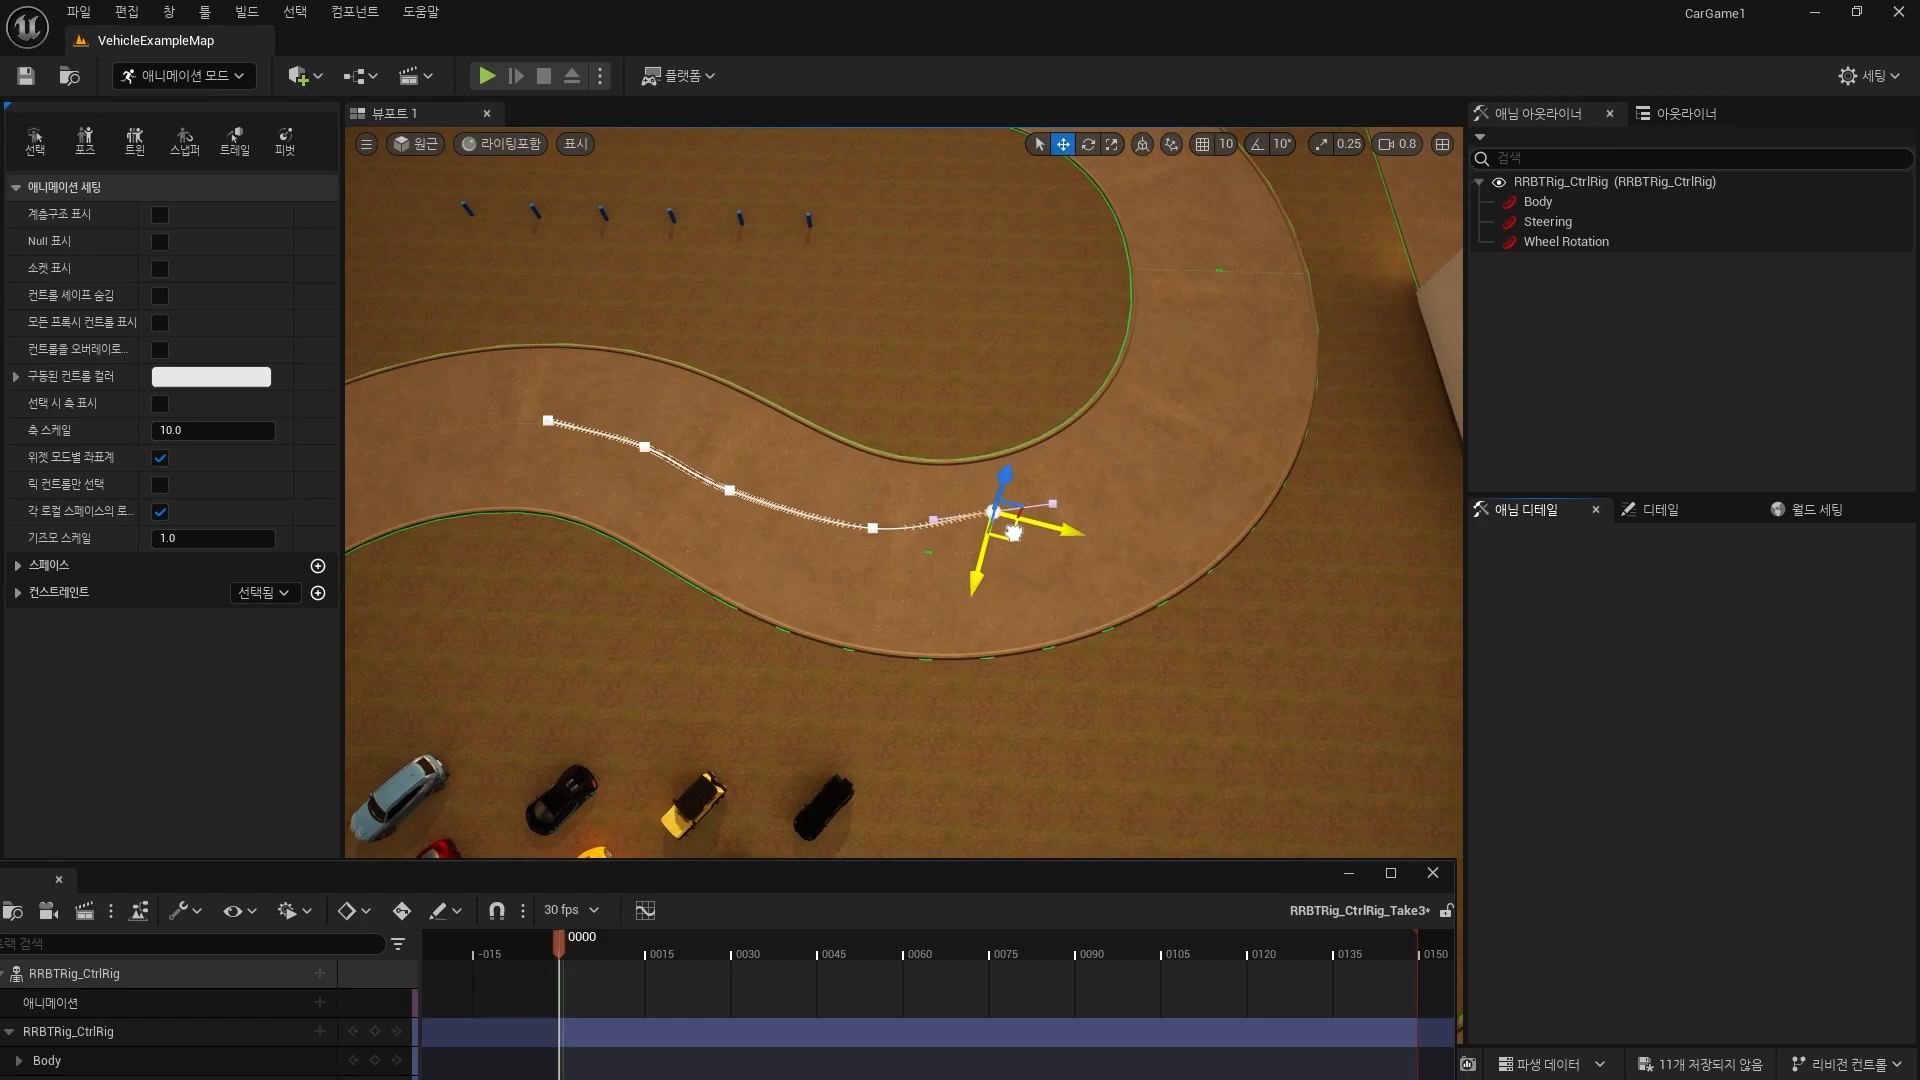 파일 편집 창 툴 빌드 선택 컴포넌트 도움말
CarGame1
VehicleExampleMap
애니메이션 모드
플랫폼
세팅
선택 포즈 트윈 스냅퍼 트레일 피벗
애니메이션 세팅
계층구조 표시
Null 표시
소켓 표시
컨트롤 셰이프 숨김
모든 프록시 컨트롤 표시
컨트롤을 오버레이로...
구동된 컨트롤 컬러
선택 시 축 표시
축 스케일 10.0
위젯 모드별 좌표계
릭 컨트롤만 선택
각 로컬 스페이스의 로...
기즈모 스케일 1.0
스페이스
컨스트레인트 선택됨
뷰포트 1
원근 라이팅포함 표시
10 10° 0.25 0.8
애님 아웃라이너 아웃라이너
검색
RRBTRig_CtrlRig (RRBTRig_CtrlRig)
Body
Steering
Wheel Rotation
애님 디테일 디테일 월드 세팅
30 fps
RRBTRig_CtrlRig_Take3*
트랙 검색
0000
-015 0015 0030 0045 0060 0075 0090 0105 0120 0135 0150
RRBTRig_CtrlRig
애니메이션
RRBTRig_CtrlRig
Body
파생 데이터 11개 저장되지 않음 리비전 컨트롤